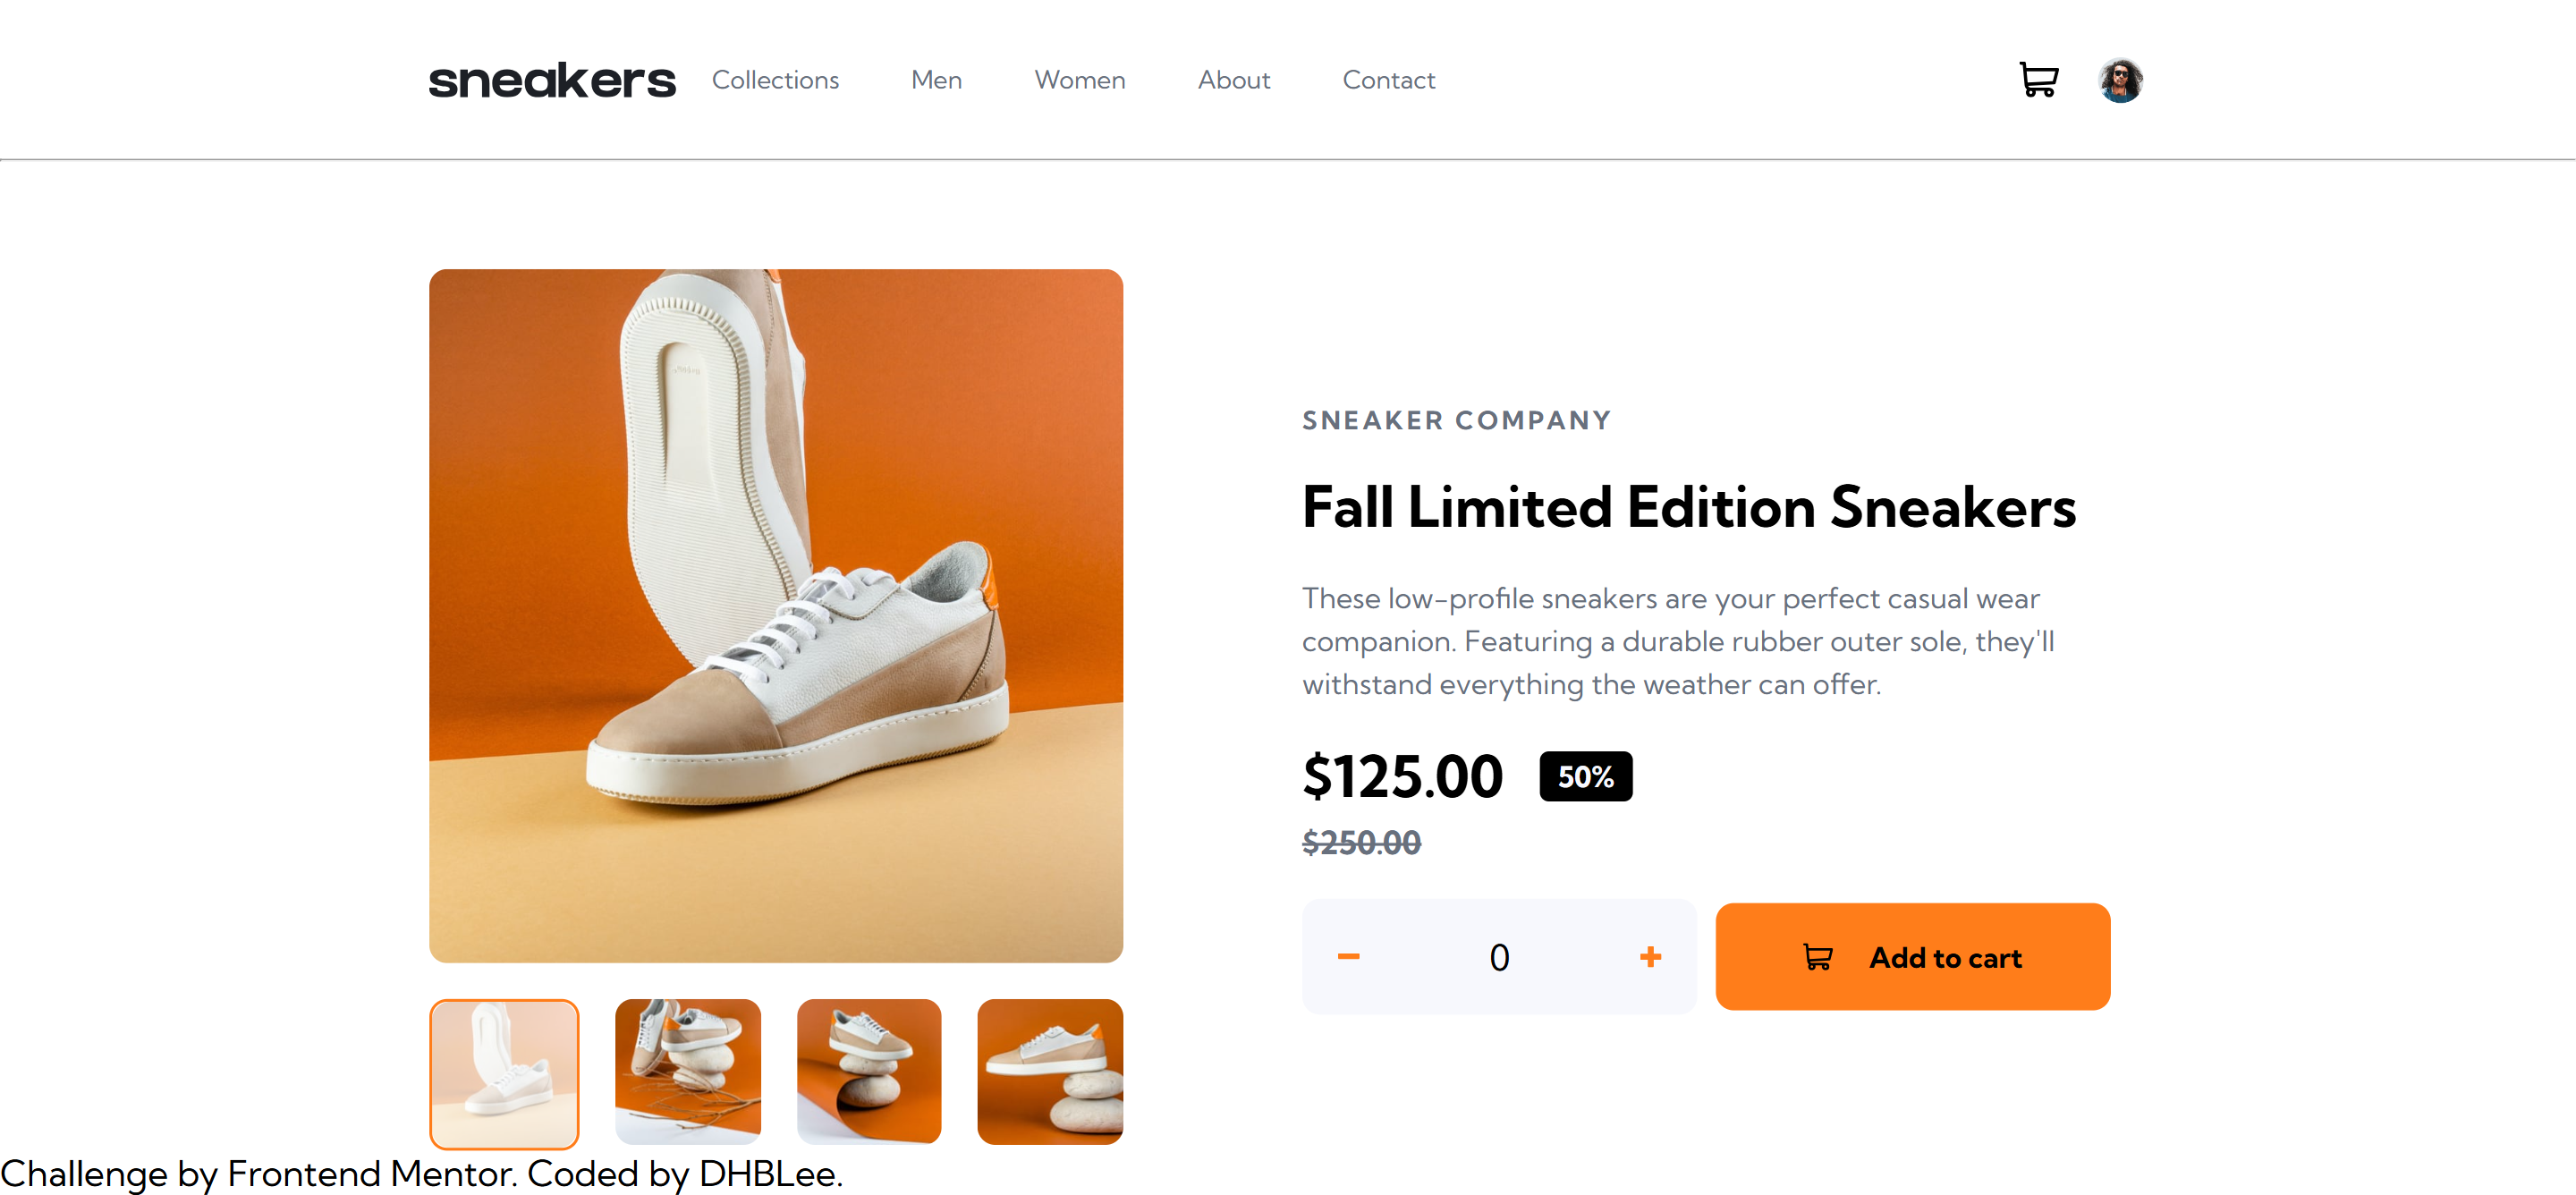 sneakers Collections Men Women About Contact
SNEAKER COMPANY
Fall Limited Edition Sneakers
These low-profile sneakers are your perfect casual wear
companion. Featuring a durable rubber outer sole, they'll
withstand everything the weather can offer.
$125.00 50%
$250.00
0 Add to cart
Challenge by Frontend Mentor. Coded by DHBLee.